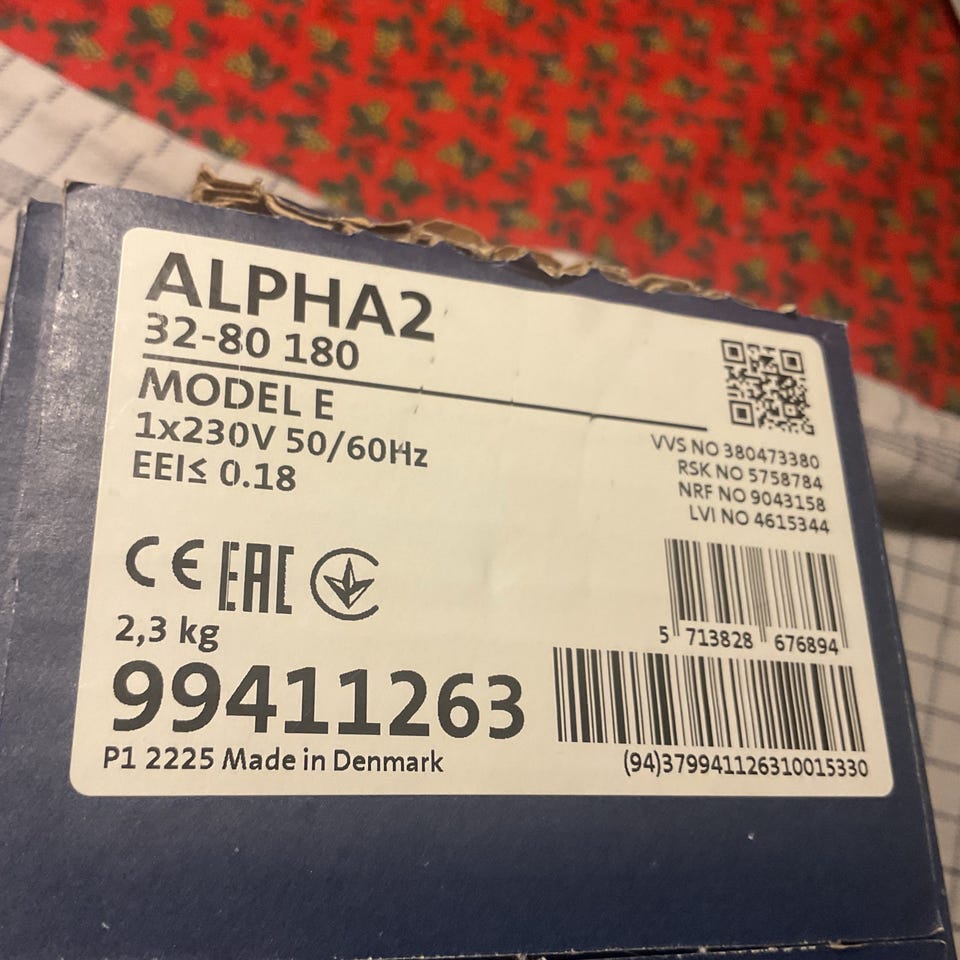 ALPHA2
32-80 180
MODEL E
1x230V 50/60Hz
EEI≤ 0.18
VVS NO 380473380
RSK NO 5758784
NRF NO 9043158
LVI NO 4615344
CE EAC
2,3 kg
5 713828 676894
99411263
P1 2225 Made in Denmark
(94)379941126310015330